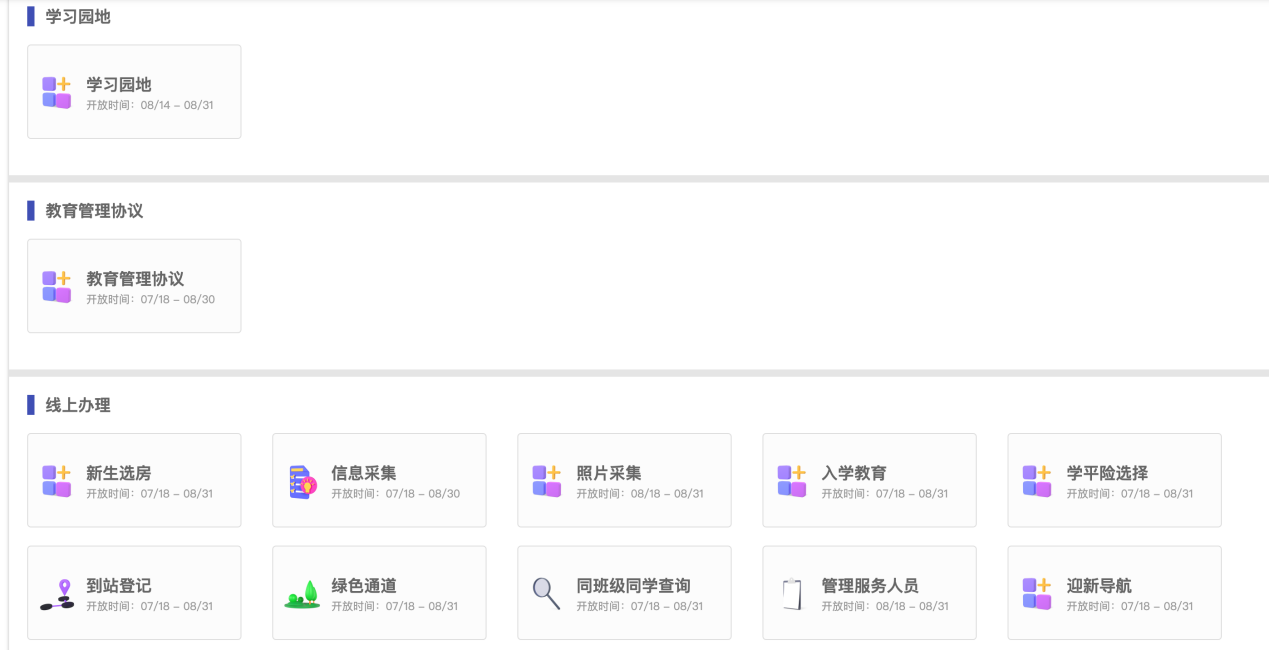 学习园地
学习园地
开放时间：08/14 – 08/31
教育管理协议
教育管理协议
开放时间：07/18 – 08/30
线上办理
新生选房
开放时间：07/18 – 08/31
信息采集
开放时间：07/18 – 08/30
照片采集
开放时间：08/18 – 08/31
入学教育
开放时间：07/18 – 08/31
学平险选择
开放时间：07/18 – 08/31
到站登记
开放时间：07/18 – 08/31
绿色通道
开放时间：07/18 – 08/31
同班级同学查询
开放时间：07/18 – 08/31
管理服务人员
开放时间：08/18 – 08/31
迎新导航
开放时间：07/18 – 08/31